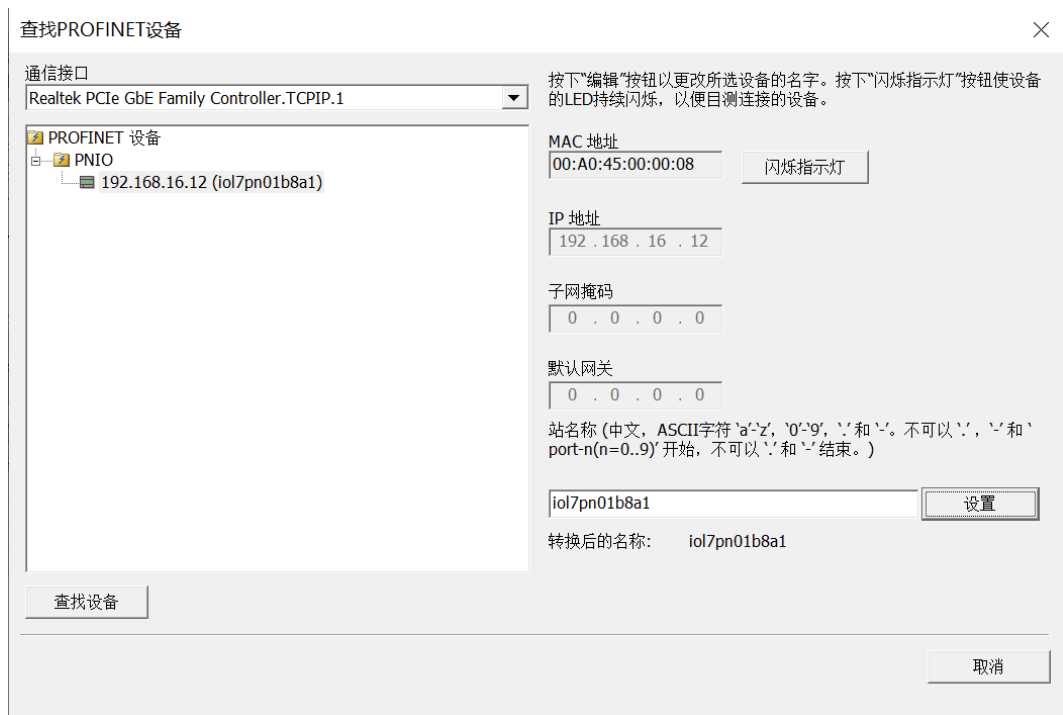 查找PROFINET设备
通信接口
Realtek PCIe GbE Family Controller.TCPIP.1
PROFINET 设备
PNIO
192.168.16.12 (iol7pn01b8a1)
查找设备
按下“编辑”按钮以更改所选设备的名字。按下“闪烁指示灯”按钮使设备
的LED持续闪烁，以便目测连接的设备。
MAC 地址
00:A0:45:00:00:08
闪烁指示灯
IP 地址
192 . 168 . 16 . 12
子网掩码
0 . 0 . 0 . 0
默认网关
0 . 0 . 0 . 0
站名称 (中文，ASCII字符 ‵a′-‵z′，‵0′-‵9′，‵.′ 和 ‵-′。不可以 ‵.′ ，‵-′ 和 ‵
port-n(n=0..9)′ 开始，不可以 ‵.′ 和 ‵-′ 结束。)
iol7pn01b8a1
设置
转换后的名称: iol7pn01b8a1
取消